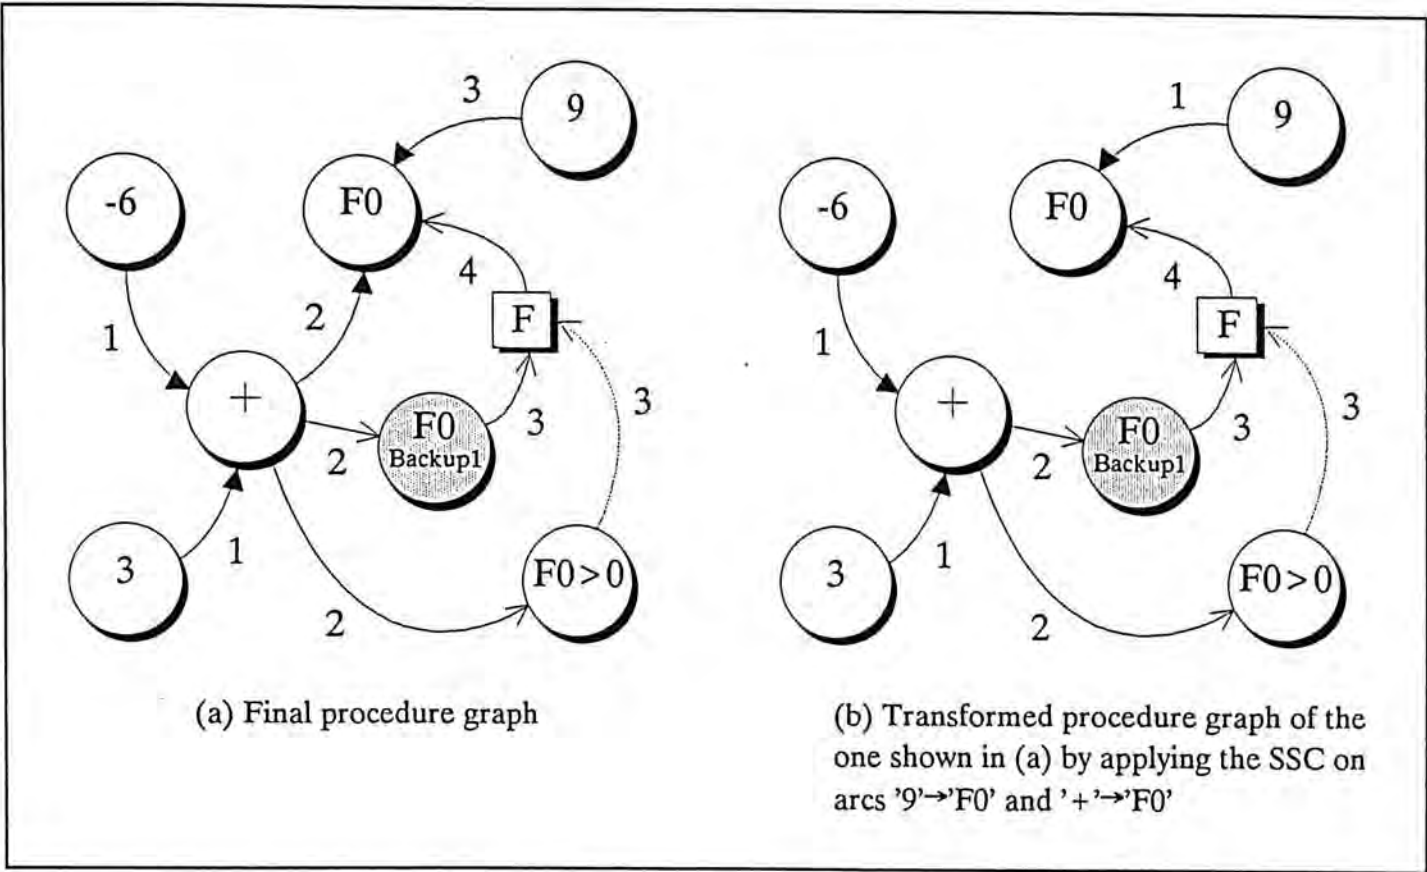 3
9
-6
F0
4
1
2
F
+
F0
Backup1
3
3
2
3
1
F0>0
2
(a) Final procedure graph
1
9
-6
F0
4
1
F
+
F0
Backup1
3
3
2
3
1
F0>0
2
(b) Transformed procedure graph of the
one shown in (a) by applying the SSC on
arcs '9'→'F0' and '+'→'F0'